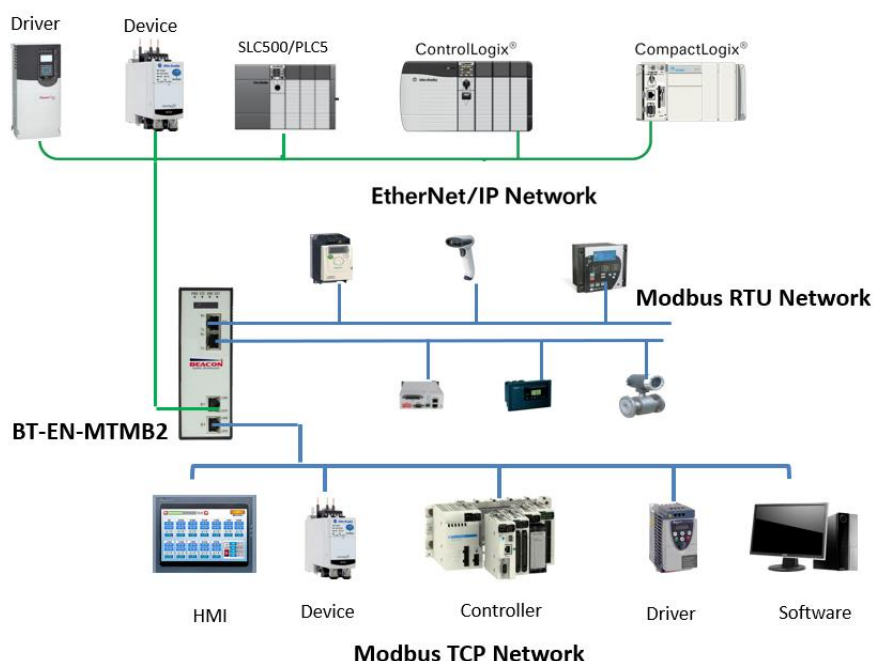 Driver
Device
SLC500/PLC5
ControlLogix®
CompactLogix®
EtherNet/IP Network
Modbus RTU Network
BEACON
BT-EN-MTMB2
HMI
Device
Controller
Driver
Software
Modbus TCP Network